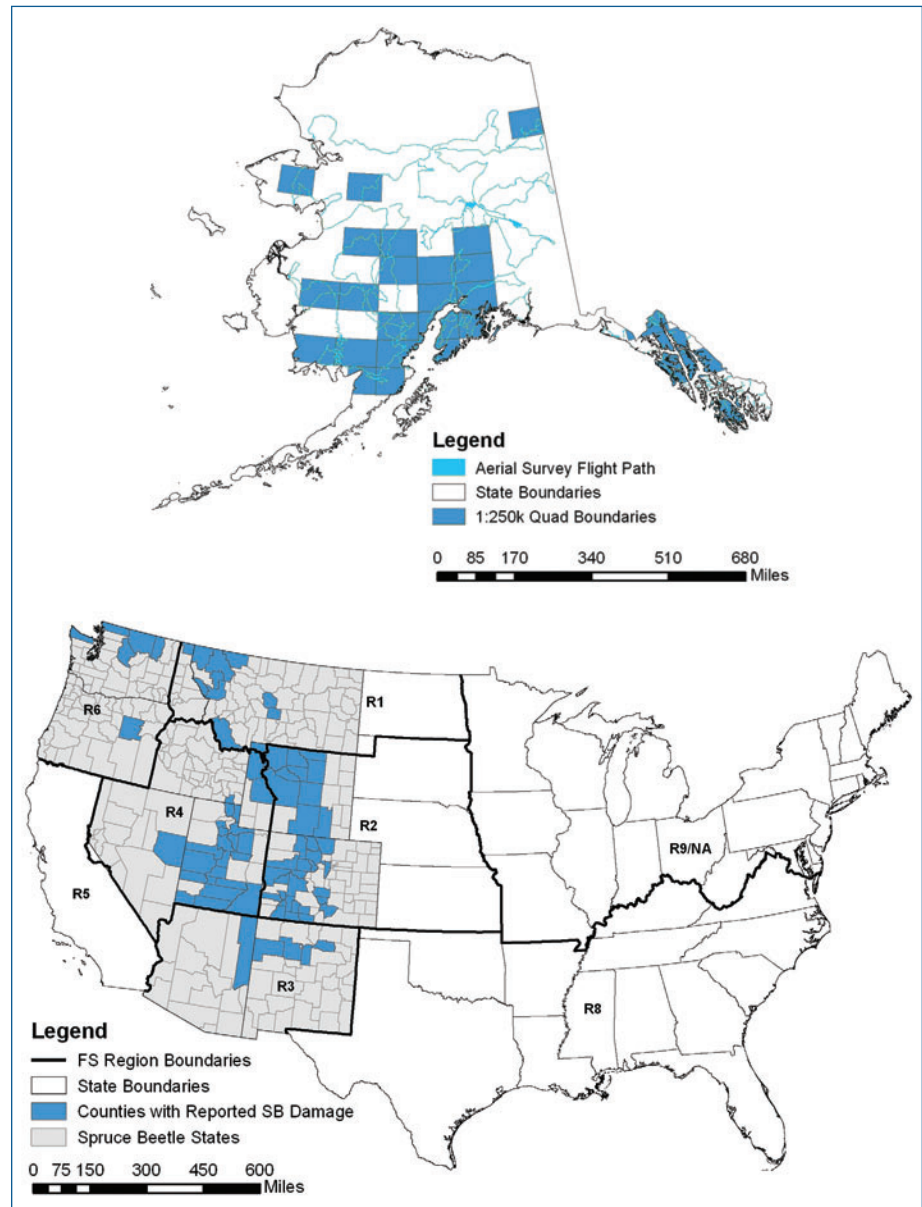 Legend
Aerial Survey Flight Path
State Boundaries
1:250k Quad Boundaries
0 85 170 340 510 680
Miles
R1
R6
R4
R2
R9/NA
R5
R3
R8
Legend
FS Region Boundaries
State Boundaries
Counties with Reported SB Damage
Spruce Beetle States
0 75 150 300 450 600
Miles